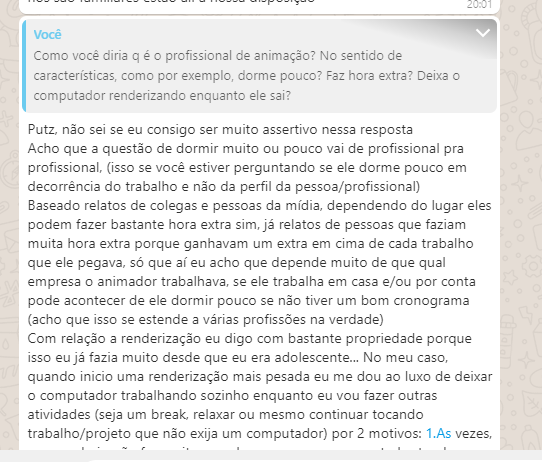 nos são familiares estão ali a nossa disposição
20:01
Você
Como você diria q é o profissional de animação? No sentido de
características, como por exemplo, dorme pouco? Faz hora extra? Deixa o
computador renderizando enquanto ele sai?
Putz, não sei se eu consigo ser muito assertivo nessa resposta
Acho que a questão de dormir muito ou pouco vai de profissional pra
profissional, (isso se você estiver perguntando se ele dorme pouco em
decorrência do trabalho e não da perfil da pessoa/profissional)
Baseado relatos de colegas e pessoas da mídia, dependendo do lugar eles
podem fazer bastante hora extra sim, já relatos de pessoas que faziam
muita hora extra porque ganhavam um extra em cima de cada trabalho
que ele pegava, só que aí eu acho que depende muito de que qual
empresa o animador trabalhava, se ele trabalha em casa e/ou por conta
pode acontecer de ele dormir pouco se não tiver um bom cronograma
(acho que isso se estende a várias profissões na verdade)
Com relação a renderização eu digo com bastante propriedade porque
isso eu já fazia muito desde que eu era adolescente... No meu caso,
quando inicio uma renderização mais pesada eu me dou ao luxo de deixar
o computador trabalhando sozinho enquanto eu vou fazer outras
atividades (seja um break, relaxar ou mesmo continuar tocando
trabalho/projeto que não exija um computador) por 2 motivos: 1.As vezes,